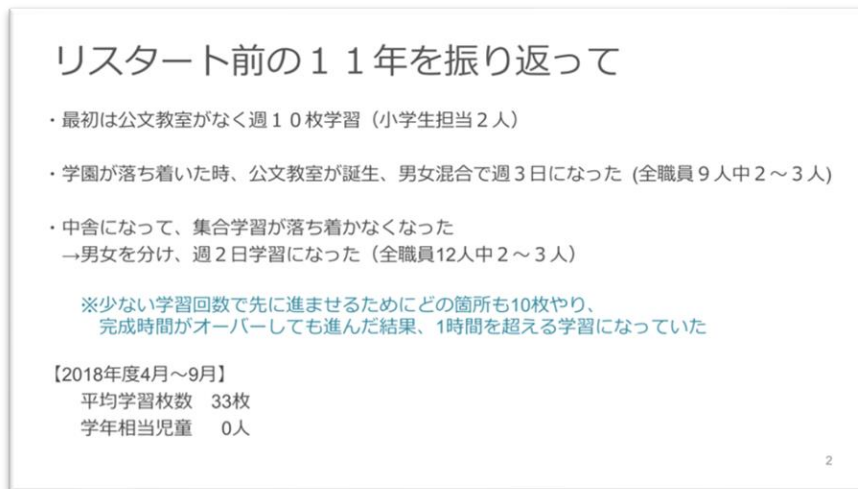 リスタート前の１１年を振り返って
・最初は公文教室がなく週１０枚学習（小学生担当２人）
・学園が落ち着いた時、公文教室が誕生、男女混合で週３日になった (全職員９人中２～３人)
・中舎になって、集合学習が落ち着かなくなった
→男女を分け、週２日学習になった（全職員12人中２～３人）
※少ない学習回数で先に進ませるためにどの箇所も10枚やり、
完成時間がオーバーしても進んだ結果、1時間を超える学習になっていた
【2018年度4月～9月】
平均学習枚数　33枚
学年相当児童　 0人
2